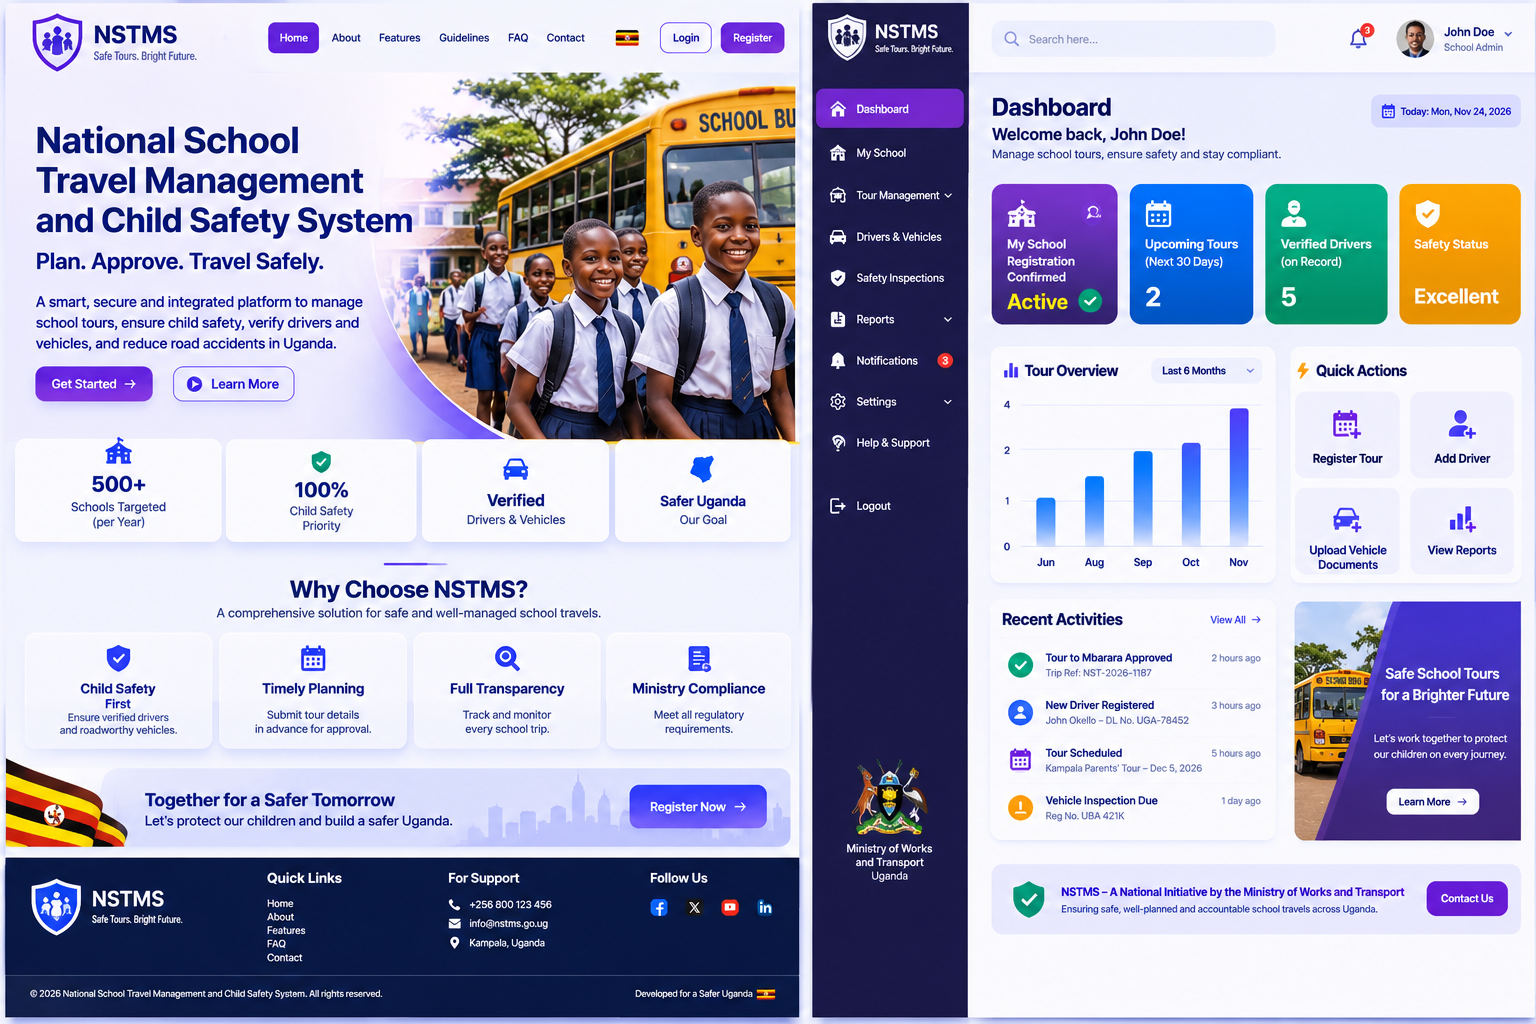 NSTMS
Safe Tours. Bright Future.
Home
About
Features
Guidelines
FAQ
Contact
Login
Register
National School
Travel Management
and Child Safety System
Plan. Approve. Travel Safely.
A smart, secure and integrated platform to manage
school tours, ensure child safety, verify drivers and
vehicles, and reduce road accidents in Uganda.
Get Started →
Learn More
SCHOOL BU
500+
Schools Targeted
(per Year)
100%
Child Safety
Priority
Verified
Drivers & Vehicles
Safer Uganda
Our Goal
Why Choose NSTMS?
A comprehensive solution for safe and well-managed school travels.
Child Safety
First
Ensure verified drivers
and roadworthy vehicles.
Timely Planning
Submit tour details
in advance for approval.
Full Transparency
Track and monitor
every school trip.
Ministry Compliance
Meet all regulatory
requirements.
Together for a Safer Tomorrow
Let's protect our children and build a safer Uganda.
Register Now →
NSTMS
Safe Tours. Bright Future.
Quick Links
Home
About
Features
FAQ
Contact
For Support
+256 800 123 456
info@nstms.go.ug
Kampala, Uganda
Follow Us
© 2026 National School Travel Management and Child Safety System. All rights reserved.
Developed for a Safer Uganda
NSTMS
Safe Tours. Bright Future.
Dashboard
My School
Tour Management
Drivers & Vehicles
Safety Inspections
Reports
Notifications 3
Settings
Help & Support
Logout
Ministry of Works
and Transport
Uganda
Search here...
3
John Doe
School Admin
Dashboard
Welcome back, John Doe!
Manage school tours, ensure safety and stay compliant.
Today: Mon, Nov 24, 2026
My School
Registration
Confirmed
Active
Upcoming Tours
(Next 30 Days)
2
Verified Drivers
(on Record)
5
Safety Status
Excellent
Tour Overview
Last 6 Months
4
2
1
0
Jun
Aug
Sep
Oct
Nov
Quick Actions
Register Tour
Add Driver
Upload Vehicle
Documents
View Reports
Recent Activities
View All →
Tour to Mbarara Approved
2 hours ago
Trip Ref: NST-2026-1187
New Driver Registered
3 hours ago
John Okello – DL No. UGA-78452
Tour Scheduled
5 hours ago
Kampala Parents' Tour – Dec 5, 2026
Vehicle Inspection Due
1 day ago
Reg No. UBA 421K
Safe School Tours
for a Brighter Future
Let's work together to protect
our children on every journey.
Learn More →
NSTMS – A National Initiative by the Ministry of Works and Transport
Ensuring safe, well-planned and accountable school travels across Uganda.
Contact Us